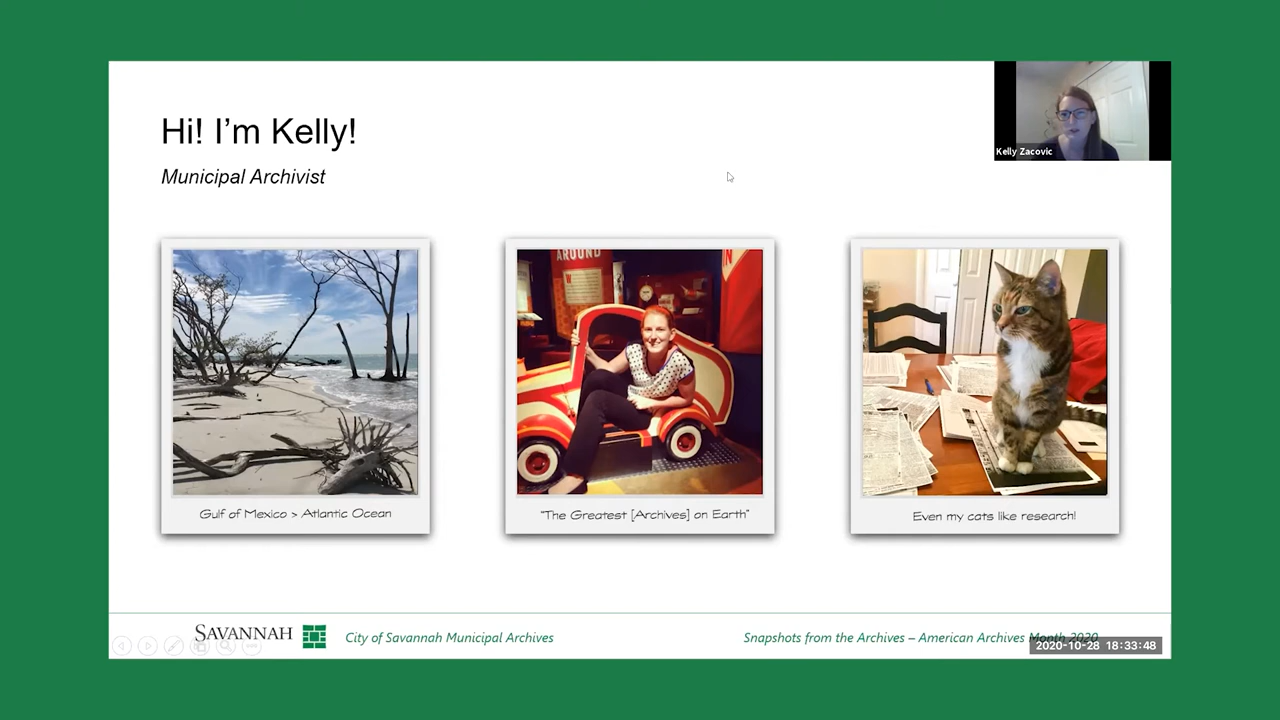 Hi! I'm Kelly!
Municipal Archivist
Kelly Zacovic
AROUND
Gulf of Mexico > Atlantic Ocean
"The Greatest [Archives] on Earth"
Even my cats like research!
SAVANNAH
City of Savannah Municipal Archives
Snapshots from the Archives – American Archives Month 2020
2020-10-28 18:33:48